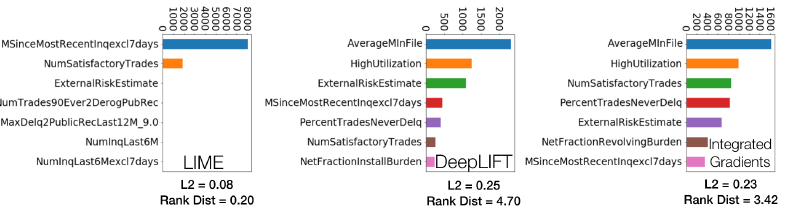 0 1000 2000 3000 4000 5000 6000 7000 8000
MSinceMostRecentInqexcl7days
NumSatisfactoryTrades
ExternalRiskEstimate
NumTrades90Ever2DerogPubRec
MaxDelq2PublicRecLast12M_9.0
NumInqLast6M
NumInqLast6Mexcl7days
LIME
L2 = 0.08
Rank Dist = 0.20
0 500 1000 1500 2000
AverageMInFile
HighUtilization
ExternalRiskEstimate
MSinceMostRecentInqexcl7days
PercentTradesNeverDelq
NumSatisfactoryTrades
NetFractionInstallBurden
DeepLIFT
L2 = 0.25
Rank Dist = 4.70
0 200 400 600 800 1000 1200 1400 1600
AverageMInFile
HighUtilization
NumSatisfactoryTrades
PercentTradesNeverDelq
ExternalRiskEstimate
NetFractionRevolvingBurden
MSinceMostRecentInqexcl7days
Integrated
Gradients
L2 = 0.23
Rank Dist = 3.42